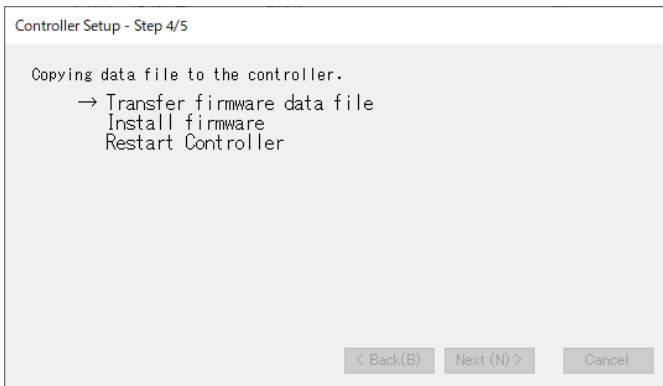 Controller Setup - Step 4/5
Copying data file to the controller.
→ Transfer firmware data file
Install firmware
Restart Controller
< Back(B)
Next (N) >
Cancel